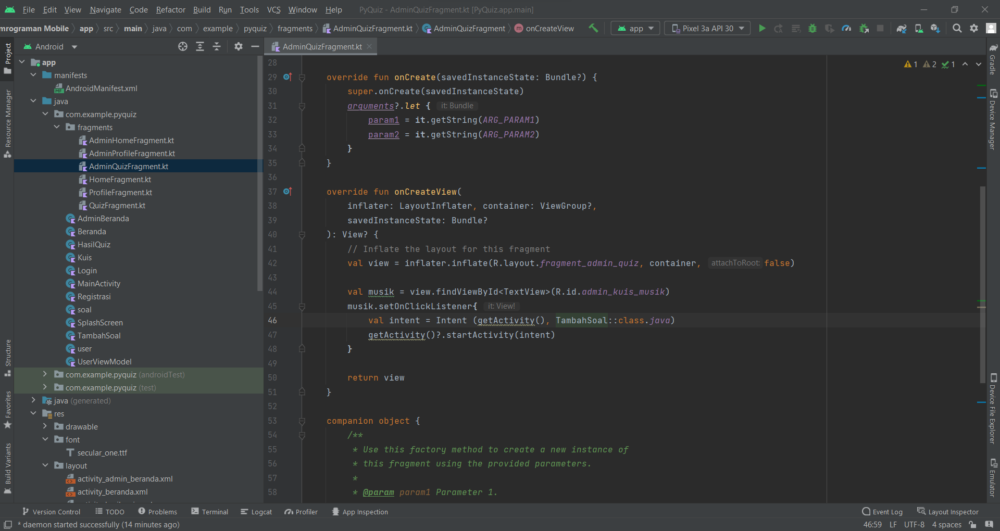 File Edit View Navigate Code Refactor Build Run Tools VCS Window Help PyQuiz - AdminQuizFragment.kt [PyQuiz.app.main]
mrograman Mobile app src main java com example pyquiz fragments AdminQuizFragment.kt AdminQuizFragment onCreateView app Pixel 3a API 30
Android
AdminQuizFragment.kt
Project
Resource Manager
Structure
Favorites
Build Variants
app
manifests
AndroidManifest.xml
java
com.example.pyquiz
fragments
AdminHomeFragment.kt
AdminProfileFragment.kt
AdminQuizFragment.kt
HomeFragment.kt
ProfileFragment.kt
QuizFragment.kt
AdminBeranda
Beranda
HasilQuiz
Kuis
Login
MainActivity
Registrasi
soal
SplashScreen
TambahSoal
user
UserViewModel
com.example.pyquiz (androidTest)
com.example.pyquiz (test)
java (generated)
res
drawable
font
secular_one.ttf
layout
activity_admin_beranda.xml
activity_beranda.xml
1 2 1
28
29 override fun onCreate(savedInstanceState: Bundle?) {
30 super.onCreate(savedInstanceState)
31 arguments?.let { it: Bundle
32 param1 = it.getString(ARG_PARAM1)
33 param2 = it.getString(ARG_PARAM2)
34 }
35 }
36
37 override fun onCreateView(
38 inflater: LayoutInflater, container: ViewGroup?,
39 savedInstanceState: Bundle?
40 ): View? {
41 // Inflate the layout for this fragment
42 val view = inflater.inflate(R.layout.fragment_admin_quiz, container, attachToRoot: false)
43
44 val musik = view.findViewById<TextView>(R.id.admin_kuis_musik)
45 musik.setOnClickListener{ it: View!
46 val intent = Intent (getActivity(), TambahSoal::class.java)
47 getActivity()?.startActivity(intent)
48 }
49
50 return view
51 }
52
53 companion object {
54 /**
55 * Use this factory method to create a new instance of
56 * this fragment using the provided parameters.
57 *
58 * @param param1 Parameter 1.
Gradle
Device Manager
Device File Explorer
Emulator
Version Control TODO Problems Terminal Logcat Profiler App Inspection Event Log Layout Inspector
* daemon started successfully (14 minutes ago) 46:59 LF UTF-8 4 spaces